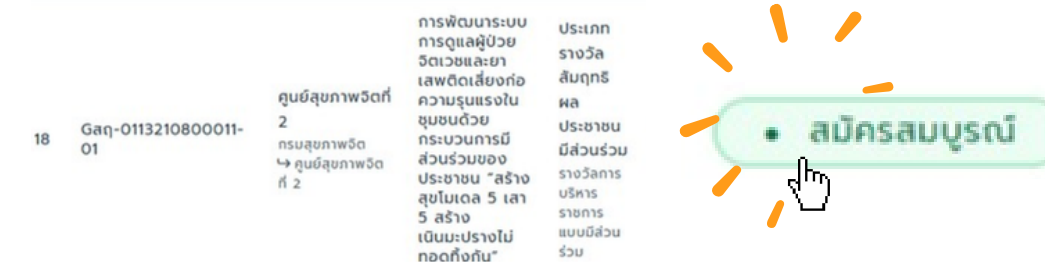 18
Gaq-0113210800011-
01
ศูนย์สุขภาพจิตที่
2
กรมสุขภาพจิต
↳ ศูนย์สุขภาพจิต
ที่ 2
การพัฒนาระบบ
การดูแลผู้ป่วย
จิตเวชและยา
เสพติดเสี่ยงก่อ
ความรุนแรงใน
ชุมชนด้วย
กระบวนการมี
ส่วนร่วมของ
ประชาชน "สร้าง
สุขโมเดล 5 เสา
5 สร้าง
เนินมะปรางไม่
ทอดทิ้งกัน"
ประเภท
รางวัล
สัมฤทธิ
ผล
ประชาชน
มีส่วนร่วม
รางวัลการ
บริหาร
ราชการ
แบบมีส่วน
ร่วม
• สมัครสมบูรณ์